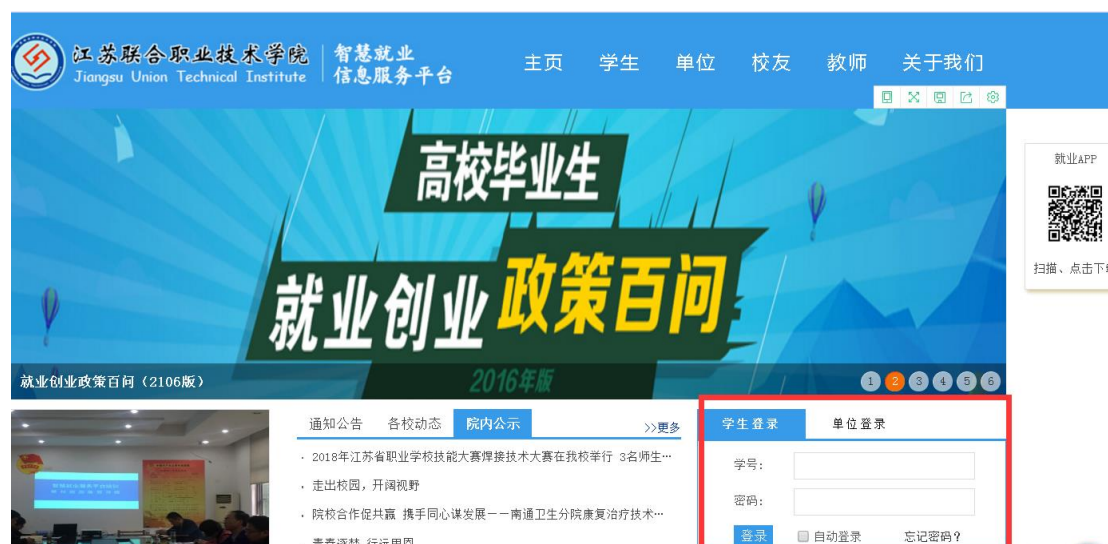 江苏联合职业技术学院
Jiangsu Union Technical Institute
智慧就业
信息服务平台
主页 学生 单位 校友 教师 关于我们
高校毕业生
就业创业政策百问
2016年版
就业创业政策百问（2106版）
1 2 3 4 5 6
就业APP
扫描、点击下
通知公告 各校动态 院内公示 >>更多
· 2018年江苏省职业学校技能大赛焊接技术大赛在我校举行 3名师生…
· 走出校园，开阔视野
· 院校合作促共赢 携手同心谋发展——南通卫生分院康复治疗技术…
学生登录 单位登录
学号:
密码:
登录 自动登录 忘记密码?